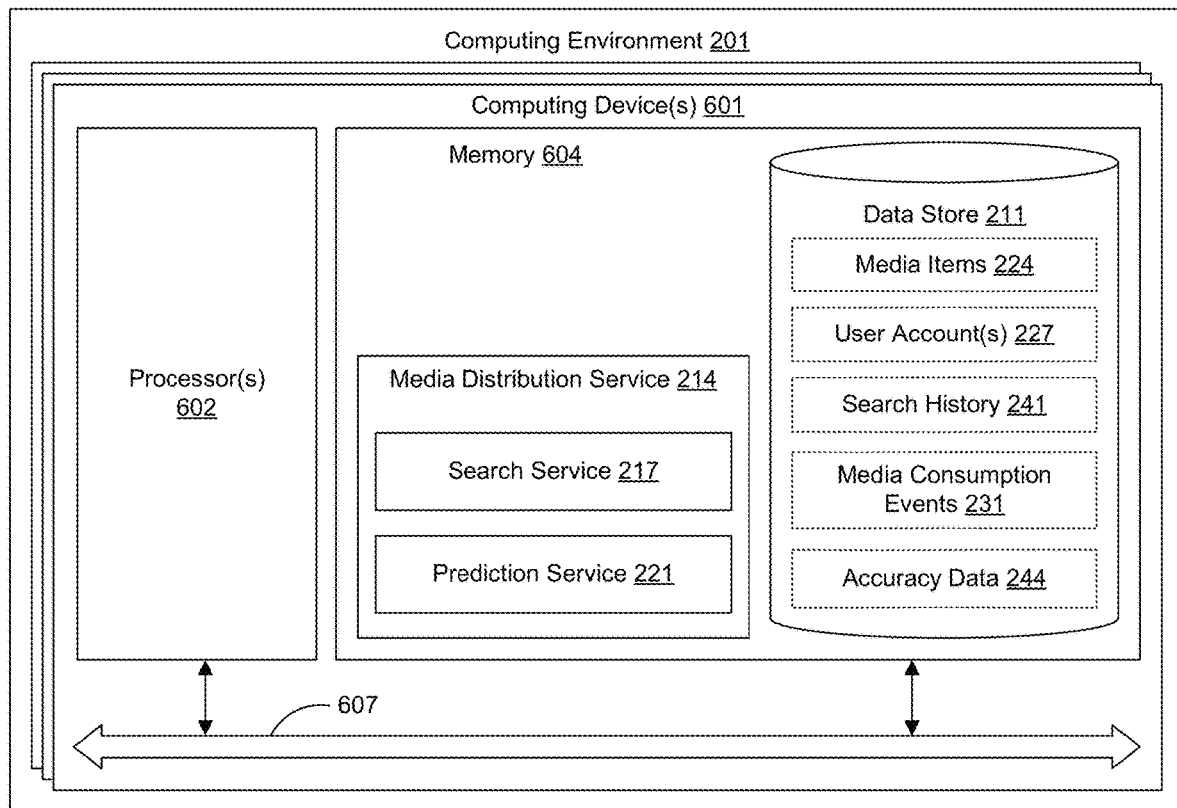 Computing Environment 201
Computing Device(s) 601
Processor(s)
602
Memory 604
Media Distribution Service 214
Search Service 217
Prediction Service 221
Data Store 211
Media Items 224
User Account(s) 227
Search History 241
Media Consumption
Events 231
Accuracy Data 244
607